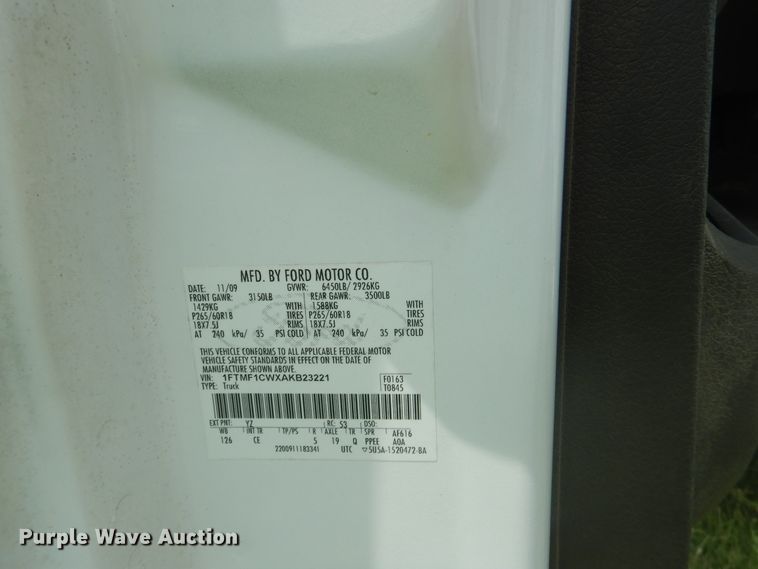 MFD. BY FORD MOTOR CO.
DATE: 11/09 GVWR: 6450LB/ 2926KG
FRONT GAWR: 3150LB REAR GAWR: 3500LB
1429KG WITH 1588KG WITH
P265/60R18 TIRES P265/60R18 TIRES
18X7.5J RIMS 18X7.5J RIMS
AT 240 kPa/ 35 PSI COLD AT 240 kPa/ 35 PSI COLD
THIS VEHICLE CONFORMS TO ALL APPLICABLE FEDERAL MOTOR
VEHICLE SAFETY STANDARDS IN EFFECT ON THE DATE OF
MANUFACTURE SHOWN ABOVE.
VIN: 1FTMF1CWXAKB23221 F0163
TYPE: Truck T0845
EXT PNT: YZ RC: 53 DSO:
WB INT TR TP/PS R AXLE TR SPR AF616
126 CE 5 19 Q PPEE AOA
2200911183341 UTC ▽5U5A-1520472-BA
Purple Wave Auction